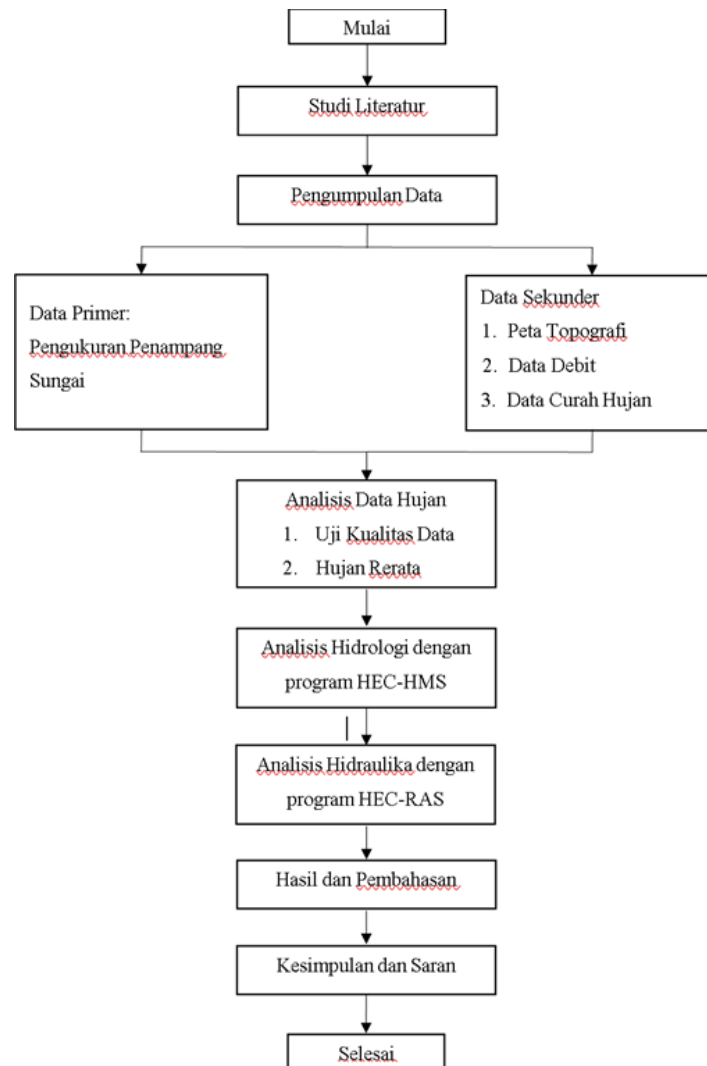 Mulai
Studi Literatur
Pengumpulan Data
Data Primer:
Pengukuran Penampang
Sungai
Data Sekunder
1. Peta Topografi
2. Data Debit
3. Data Curah Hujan
Analisis Data Hujan
1. Uji Kualitas Data
2. Hujan Rerata
Analisis Hidrologi dengan
program HEC-HMS
Analisis Hidraulika dengan
program HEC-RAS
Hasil dan Pembahasan
Kesimpulan dan Saran
Selesai